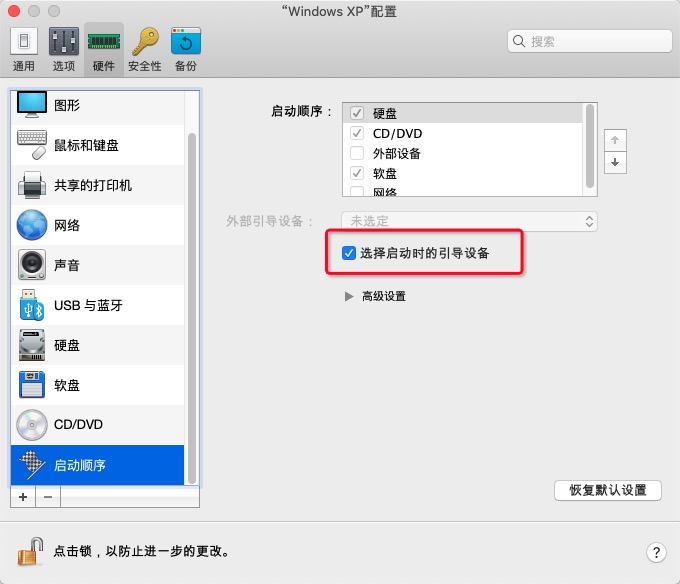 “Windows XP”配置
通用
选项
硬件
安全性
备份
搜索
图形
鼠标和键盘
共享的打印机
网络
声音
USB 与蓝牙
硬盘
软盘
CD/DVD
启动顺序
+
−
启动顺序：
硬盘
CD/DVD
外部设备
软盘
网络
外部引导设备：
未选定
选择启动时的引导设备
高级设置
恢复默认设置
点击锁，以防止进一步的更改。
?